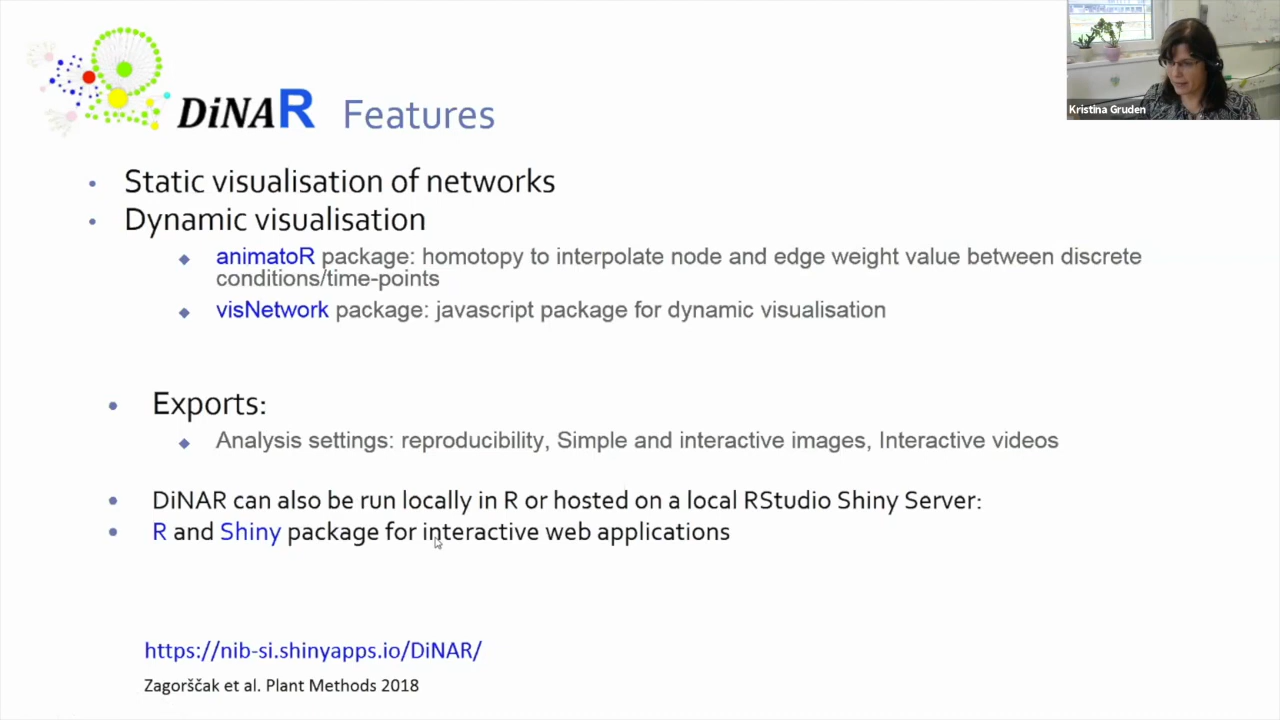 Kristina Gruden
DiNAR Features
• Static visualisation of networks
• Dynamic visualisation
◆ animatoR package: homotopy to interpolate node and edge weight value between discrete
conditions/time-points
◆ visNetwork package: javascript package for dynamic visualisation
• Exports:
◆ Analysis settings: reproducibility, Simple and interactive images, Interactive videos
• DiNAR can also be run locally in R or hosted on a local RStudio Shiny Server:
• R and Shiny package for interactive web applications
https://nib-si.shinyapps.io/DiNAR/
Zagorščak et al. Plant Methods 2018